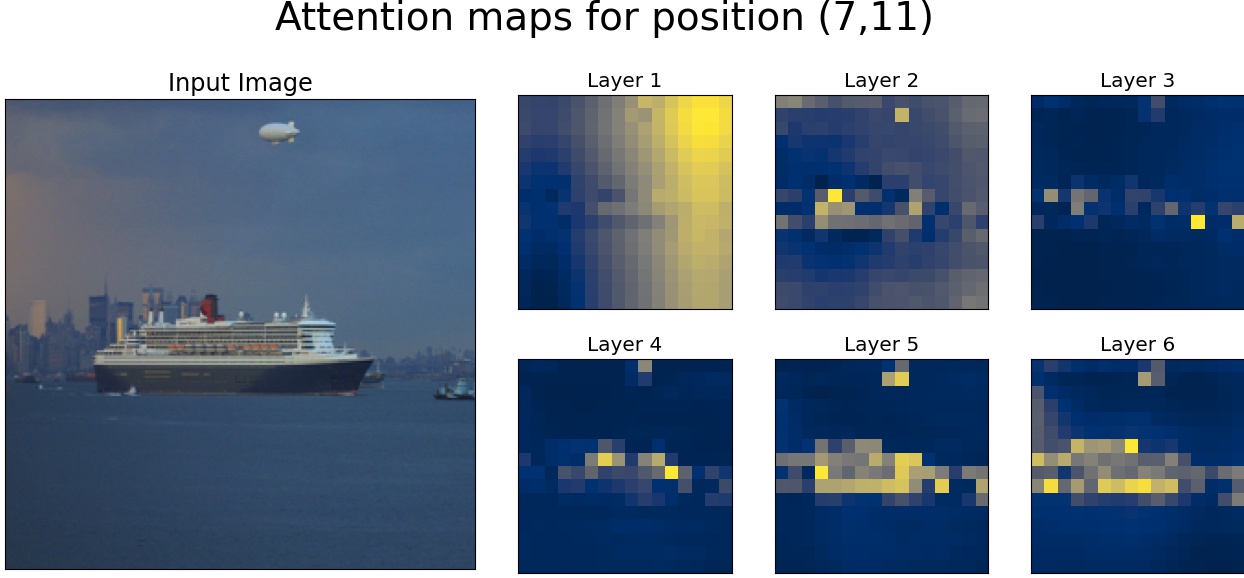 Attention maps for position (7,11)
Input Image
Layer 1
Layer 2
Layer 3
Layer 4
Layer 5
Layer 6